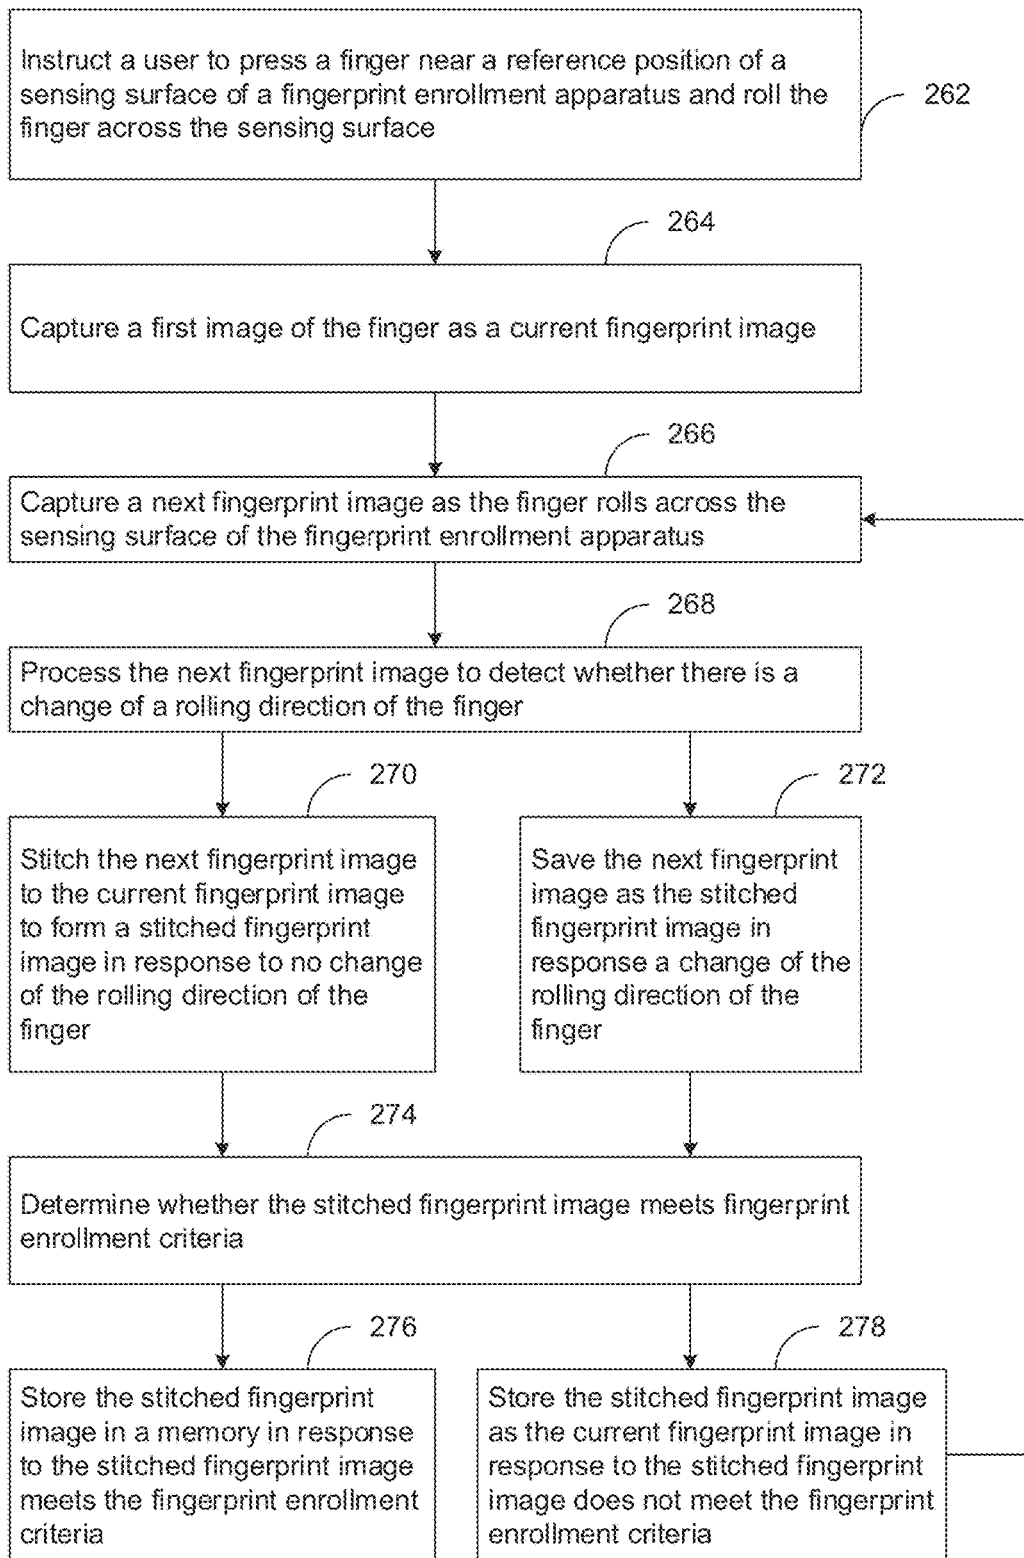 Instruct a user to press a finger near a reference position of a
sensing surface of a fingerprint enrollment apparatus and roll the
finger across the sensing surface
262
264
Capture a first image of the finger as a current fingerprint image
266
Capture a next fingerprint image as the finger rolls across the
sensing surface of the fingerprint enrollment apparatus
268
Process the next fingerprint image to detect whether there is a
change of a rolling direction of the finger
270
Stitch the next fingerprint image
to the current fingerprint image
to form a stitched fingerprint
image in response to no change
of the rolling direction of the
finger
272
Save the next fingerprint
image as the stitched
fingerprint image in
response a change of the
rolling direction of the
finger
274
Determine whether the stitched fingerprint image meets fingerprint
enrollment criteria
276
Store the stitched fingerprint
image in a memory in response
to the stitched fingerprint image
meets the fingerprint enrollment
criteria
278
Store the stitched fingerprint image
as the current fingerprint image in
response to the stitched fingerprint
image does not meet the fingerprint
enrollment criteria